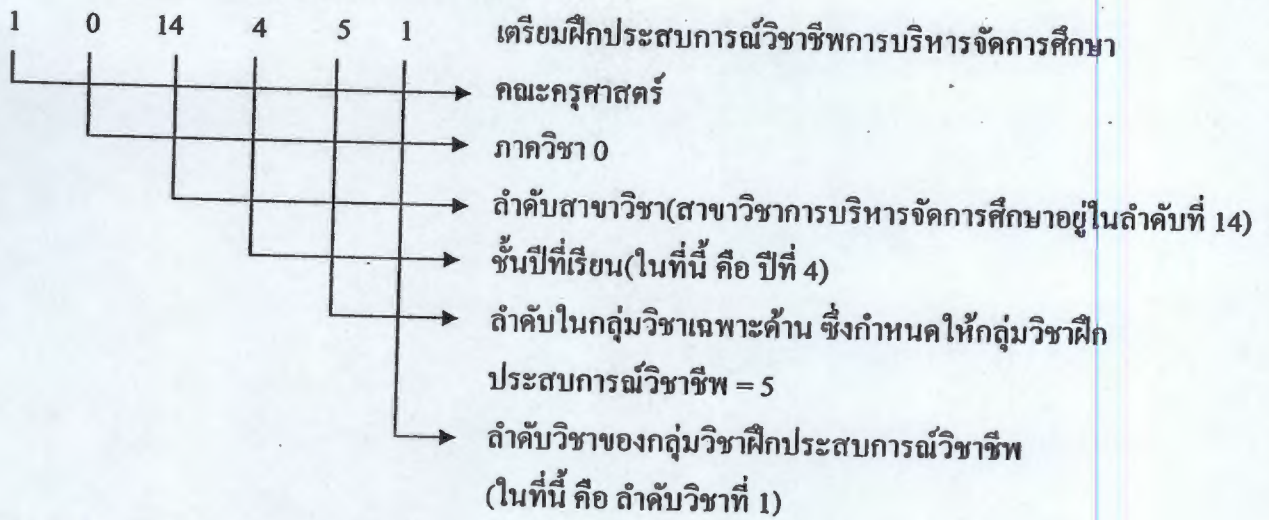 1 0 14 4 5 1 เตรียมฝึกประสบการณ์วิชาชีพการบริหารจัดการศึกษา
คณะครุศาสตร์
ภาควิชา 0
ลำดับสาขาวิชา(สาขาวิชาการบริหารจัดการศึกษาอยู่ในลำดับที่ 14)
ชั้นปีที่เรียน(ในที่นี้ คือ ปีที่ 4)
ลำดับในกลุ่มวิชาเฉพาะด้าน ซึ่งกำหนดให้กลุ่มวิชาฝึก
ประสบการณ์วิชาชีพ = 5
ลำดับวิชาของกลุ่มวิชาฝึกประสบการณ์วิชาชีพ
(ในที่นี้ คือ ลำดับวิชาที่ 1)